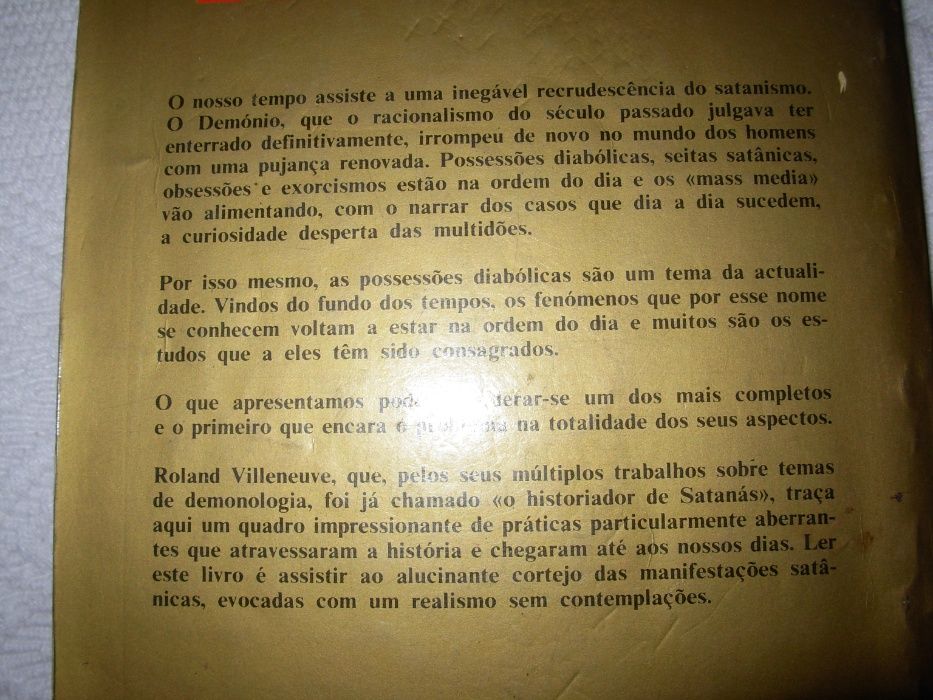 O nosso tempo assiste a uma inegável recrudescência do satanismo.
O Demónio, que o racionalismo do século passado julgava ter
enterrado definitivamente, irrompeu de novo no mundo dos homens
com uma pujança renovada. Possessões diabólicas, seitas satânicas,
obsessões e exorcismos estão na ordem do dia e os «mass media»
vão alimentando, com o narrar dos casos que dia a dia sucedem,
a curiosidade desperta das multidões.
Por isso mesmo, as possessões diabólicas são um tema da actuali-
dade. Vindos do fundo dos tempos, os fenómenos que por esse nome
se conhecem voltam a estar na ordem do dia e muitos são os es-
tudos que a eles têm sido consagrados.
O que apresentamos um dos mais completos
e o primeiro que encara o problema na totalidade dos seus aspectos.
Roland Villeneuve, que, pelos seus múltiplos trabalhos sobre temas
de demonologia, foi já chamado «o historiador de Satanás», traça
aqui um quadro impressionante de práticas particularmente aberran-
tes que atravessaram a história e chegaram até aos nossos dias. Ler
este livro é assistir ao alucinante cortejo das manifestações satâ-
nicas, evocadas com um realismo sem contemplações.